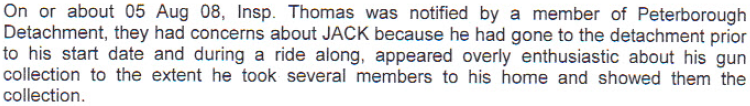 On or about 05 Aug 08, Insp. Thomas was notified by a member of Peterborough
Detachment, they had concerns about JACK because he had gone to the detachment prior
to his start date and during a ride along, appeared overly enthusiastic about his gun
collection to the extent he took several members to his home and showed them the
collection.